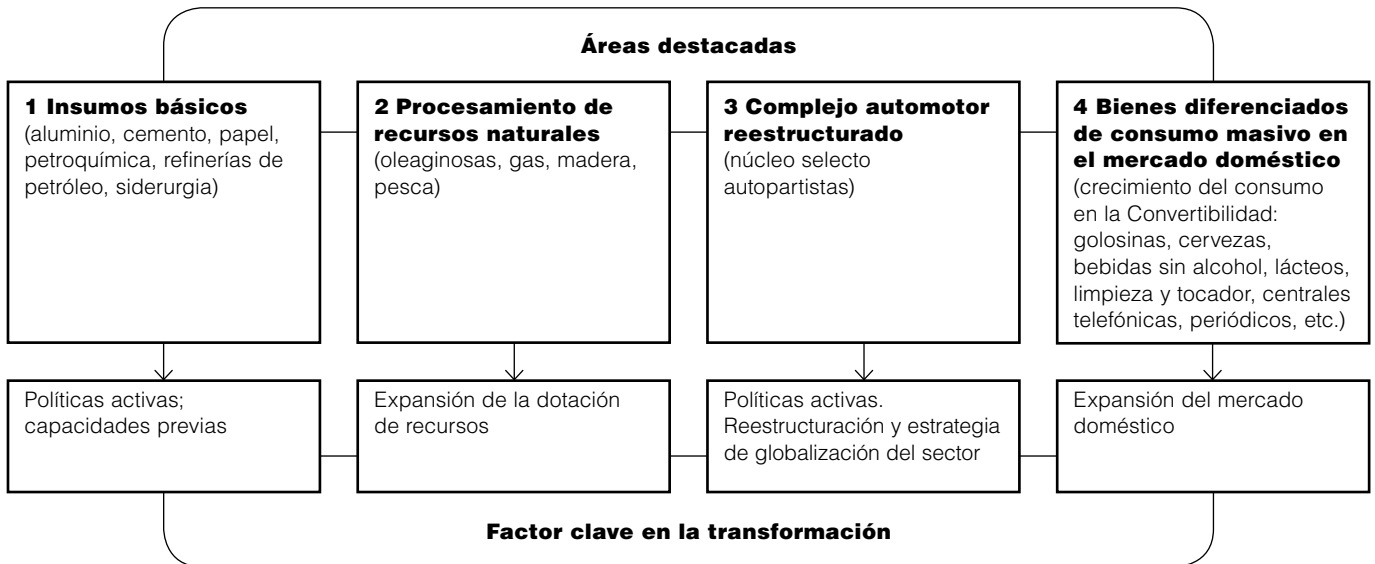 Áreas destacadas
1 Insumos básicos
(aluminio, cemento, papel,
petroquímica, refinerías de
petróleo, siderurgia)
2 Procesamiento de
recursos naturales
(oleaginosas, gas, madera,
pesca)
3 Complejo automotor
reestructurado
(núcleo selecto
autopartistas)
4 Bienes diferenciados
de consumo masivo en
el mercado doméstico
(crecimiento del consumo
en la Convertibilidad:
golosinas, cervezas,
bebidas sin alcohol, lácteos,
limpieza y tocador, centrales
telefónicas, periódicos, etc.)
Políticas activas;
capacidades previas
Expansión de la dotación
de recursos
Políticas activas.
Reestructuración y estrategia
de globalización del sector
Expansión del mercado
doméstico
Factor clave en la transformación